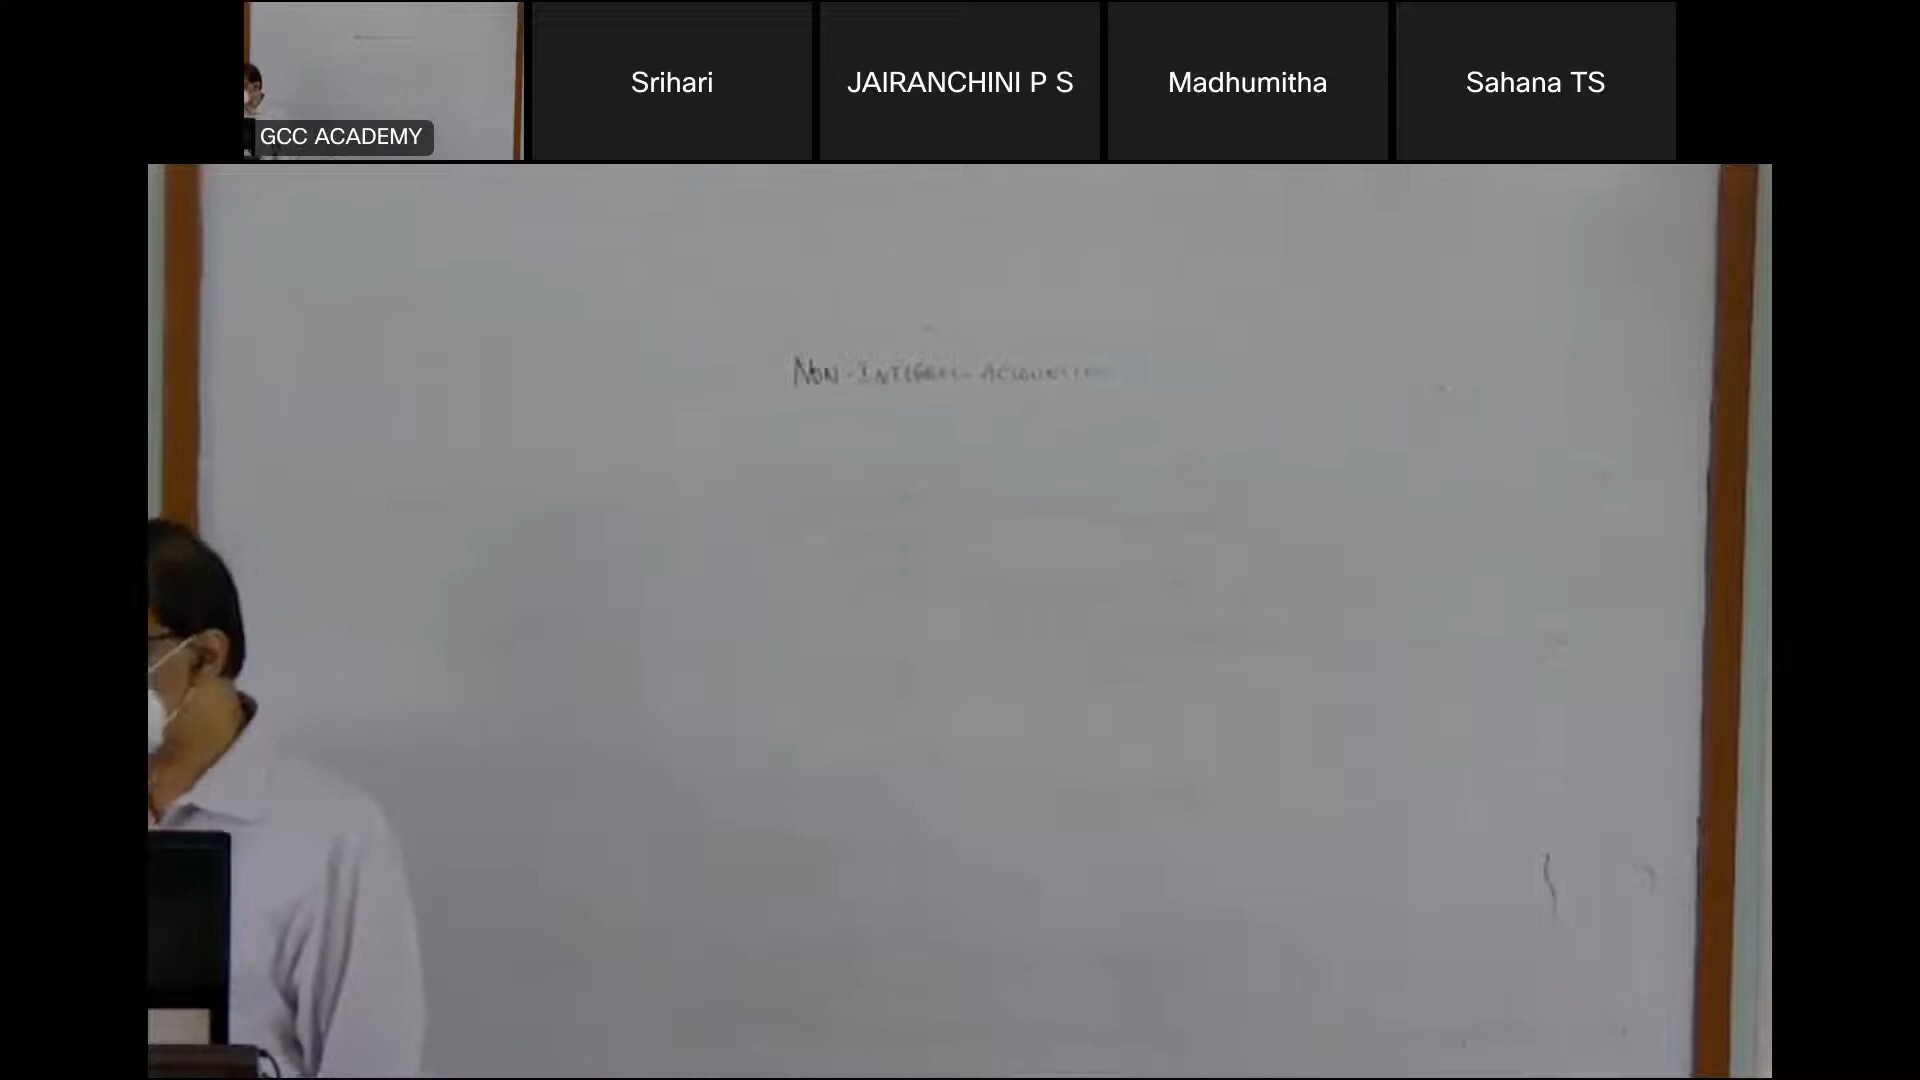 Srihari
JAIRANCHINI P S
Madhumitha
Sahana TS
GCC ACADEMY
NON-INTEGRAL ACCOUNTING